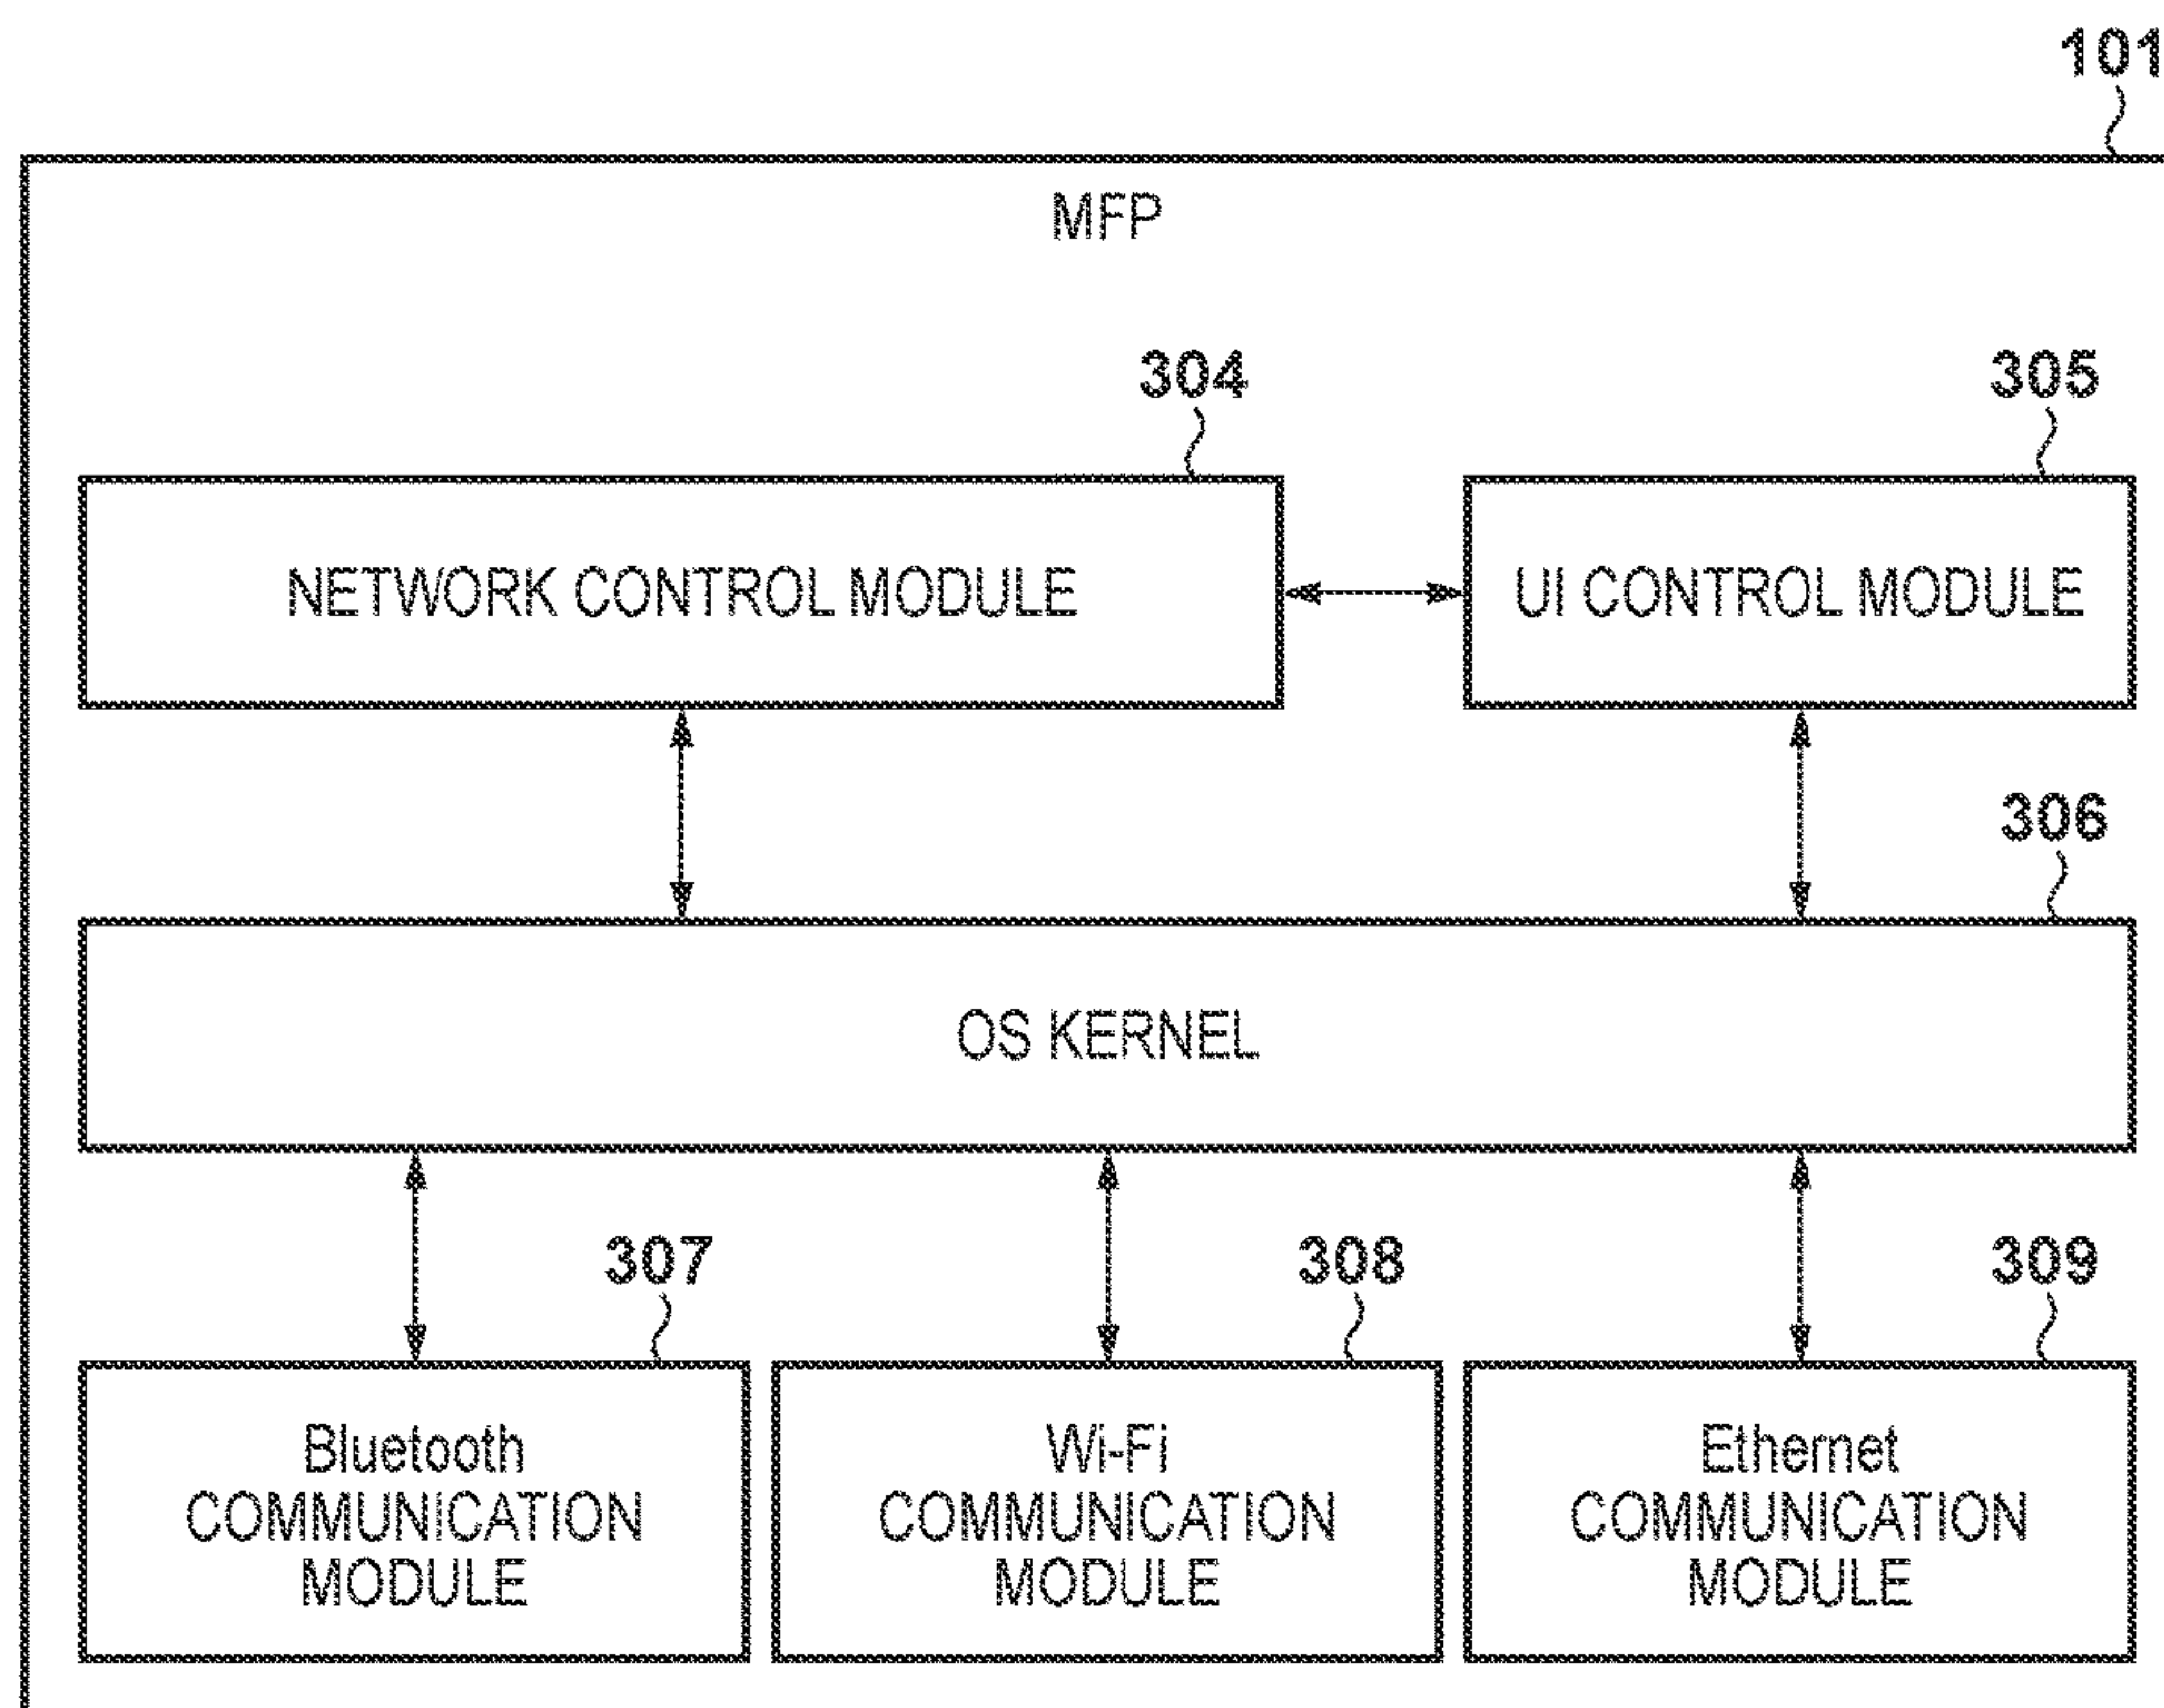 101
MFP
304
305
NETWORK CONTROL MODULE
UI CONTROL MODULE
306
OS KERNEL
307
308
309
Bluetooth
COMMUNICATION
MODULE
Wi-Fi
COMMUNICATION
MODULE
Ethernet
COMMUNICATION
MODULE